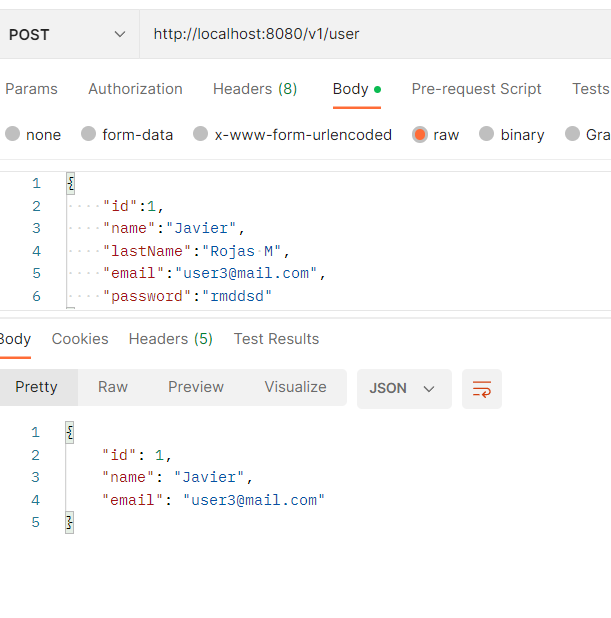 POST http://localhost:8080/v1/user
Params Authorization Headers (8) Body Pre-request Script Tests
none form-data x-www-form-urlencoded raw binary Gra
1 {
2 "id":1,
3 "name":"Javier",
4 "lastName":"Rojas·M",
5 "email":"user3@mail.com",
6 "password":"rmddsd"
Body Cookies Headers (5) Test Results
Pretty Raw Preview Visualize JSON
1 {
2 "id": 1,
3 "name": "Javier",
4 "email": "user3@mail.com"
5 }